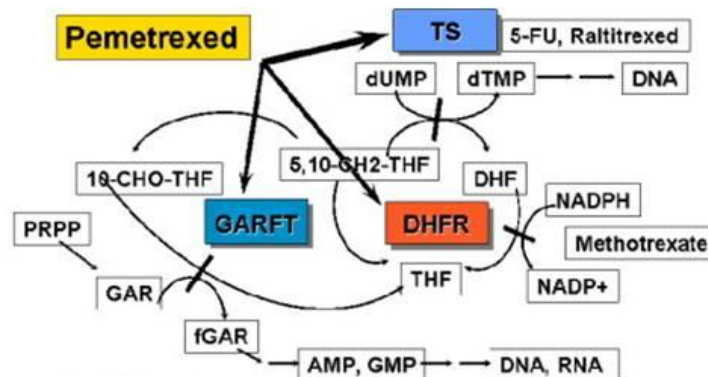 Pemetrexed
TS
5-FU, Raltitrexed
dUMP
dTMP
DNA
10-CHO-THF
5,10-CH2-THF
DHF
NADPH
PRPP
GARFT
DHFR
Methotrexate
GAR
THF
NADP+
fGAR
AMP, GMP
DNA, RNA